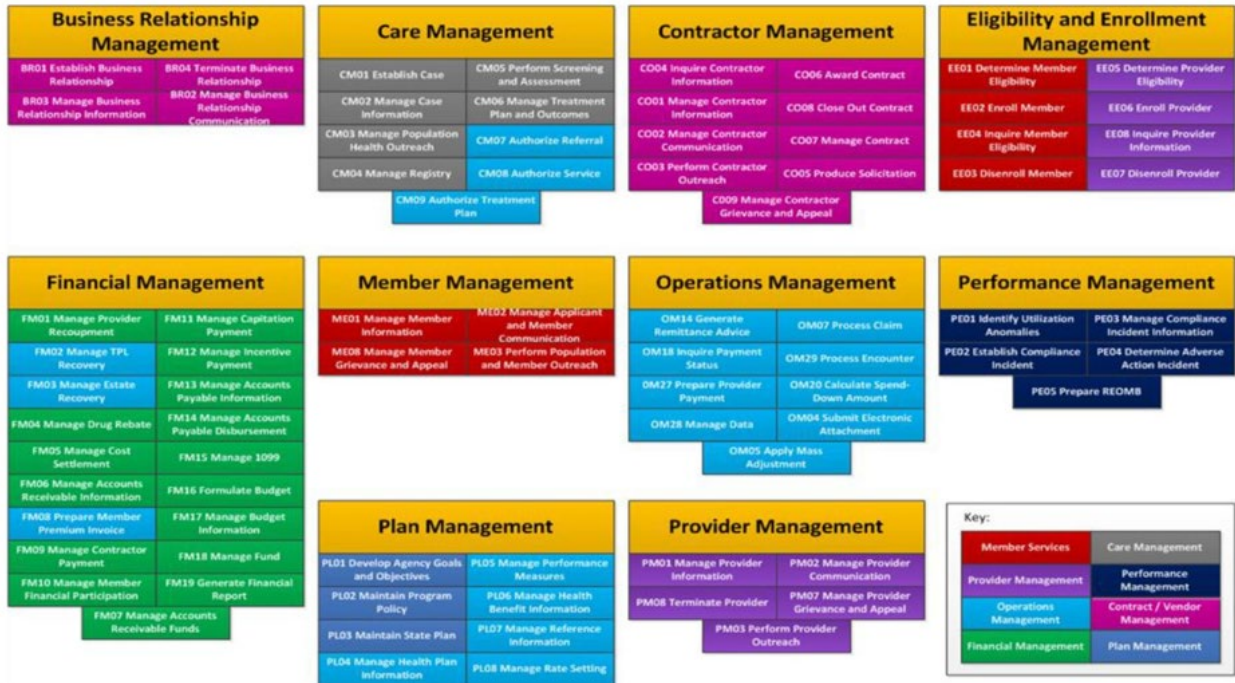 Business Relationship
Management
BR01 Establish Business
Relationship
BR04 Terminate Business
Relationship
BR03 Manage Business
Relationship Information
BR02 Manage Business
Relationship
Communication
Care Management
CM01 Establish Case
CM05 Perform Screening
and Assessment
CM02 Manage Case
Information
CM06 Manage Treatment
Plan and Outcomes
CM03 Manage Population
Health Outreach
CM07 Authorize Referral
CM04 Manage Registry
CM08 Authorize Service
CM09 Authorize Treatment
Plan
Contractor Management
CO04 Inquire Contractor
Information
CO06 Award Contract
CO01 Manage Contractor
Information
CO08 Close Out Contract
CO02 Manage Contractor
Communication
CO07 Manage Contract
CO03 Perform Contractor
Outreach
CO05 Produce Solicitation
C009 Manage Contractor
Grievance and Appeal
Eligibility and Enrollment
Management
EE01 Determine Member
Eligibility
EE05 Determine Provider
Eligibility
EE02 Enroll Member
EE06 Enroll Provider
EE04 Inquire Member
Eligibility
EE08 Inquire Provider
Information
EE03 Disenroll Member
EE07 Disenroll Provider
Financial Management
FM01 Manage Provider
Recoupment
FM11 Manage Capitation
Payment
FM02 Manage TPL
Recovery
FM12 Manage Incentive
Payment
FM03 Manage Estate
Recovery
FM13 Manage Accounts
Payable Information
FM04 Manage Drug Rebate
FM14 Manage Accounts
Payable Disbursement
FM05 Manage Cost
Settlement
FM15 Manage 1099
FM06 Manage Accounts
Receivable Information
FM16 Formulate Budget
FM08 Prepare Member
Premium Invoice
FM17 Manage Budget
Information
FM09 Manage Contractor
Payment
FM18 Manage Fund
FM10 Manage Member
Financial Participation
FM19 Generate Financial
Report
FM07 Manage Accounts
Receivable Funds
Member Management
ME01 Manage Member
Information
ME02 Manage Applicant
and Member
Communication
ME08 Manage Member
Grievance and Appeal
ME03 Perform Population
and Member Outreach
Operations Management
OM14 Generate
Remittance Advice
OM07 Process Claim
OM18 Inquire Payment
Status
OM29 Process Encounter
0M27 Prepare Provider
Payment
OM20 Calculate Spend-
Down Amount
OM28 Manage Data
OM04 Submit Electronic
Attachment
OM05 Apply Mass
Adjustment
Performance Management
PE01 Identify Utilization
Anomalies
PE03 Manage Compliance
Incident Information
PE02 Establish Compliance
Incident
PE04 Determine Adverse
Action Incident
PE05 Prepare REOMB
Plan Management
PL01 Develop Agency Goals
and Objectives
PL05 Manage Performance
Measures
PL02 Maintain Program
Policy
PL06 Manage Health
Benefit Information
PL03 Maintain State Plan
PL07 Manage Reference
Information
PL04 Manage Health Plan
Information
PL08 Manage Rate Setting
Provider Management
PM01 Manage Provider
Information
PM02 Manage Provider
Communication
PM08 Terminate Provider
PM07 Manage Provider
Grievance and Appeal
PM03 Perform Provider
Outreach
Key:
Member Services
Care Management
Provider Management
Performance
Management
Operations
Management
Contract / Vendor
Management
Financial Management
Plan Management